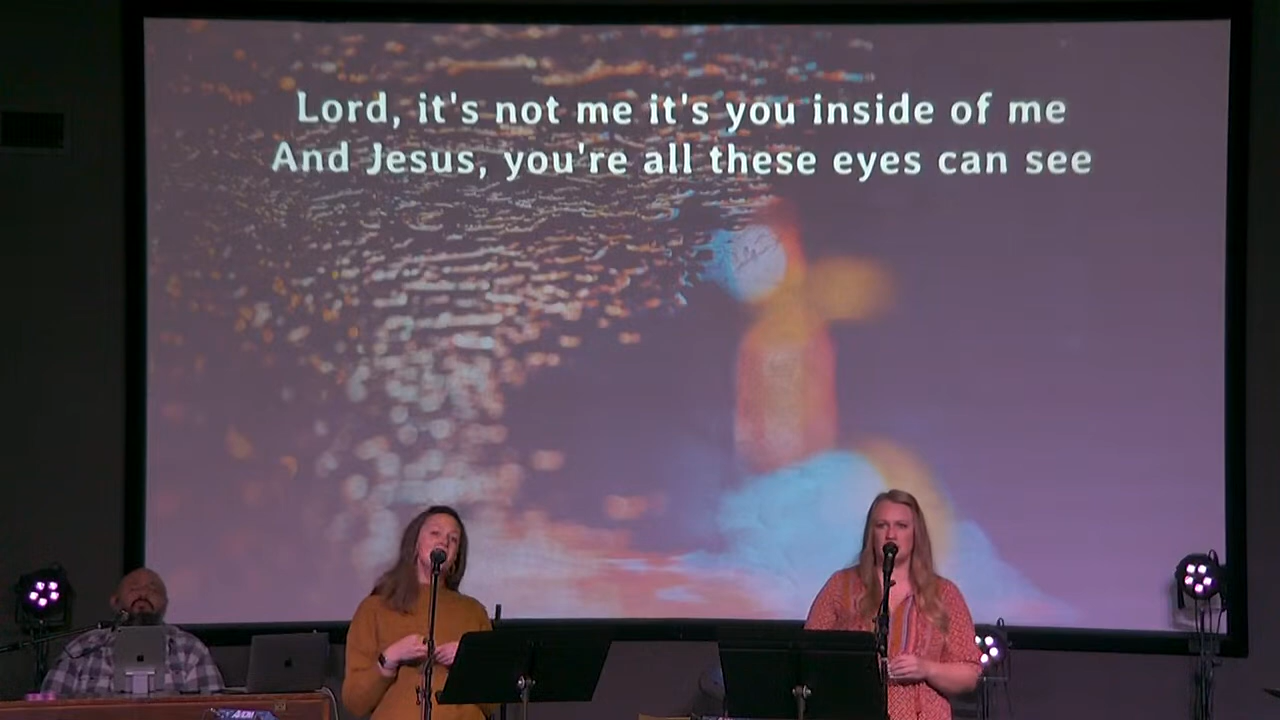 Lord, it's not me it's you inside of me
And Jesus, you're all these eyes can see